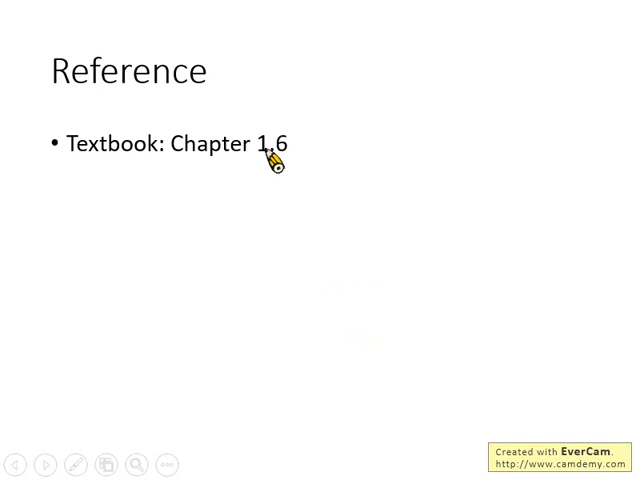 Reference
• Textbook: Chapter 1.6
Created with EverCam.
http://www.camdemy.com